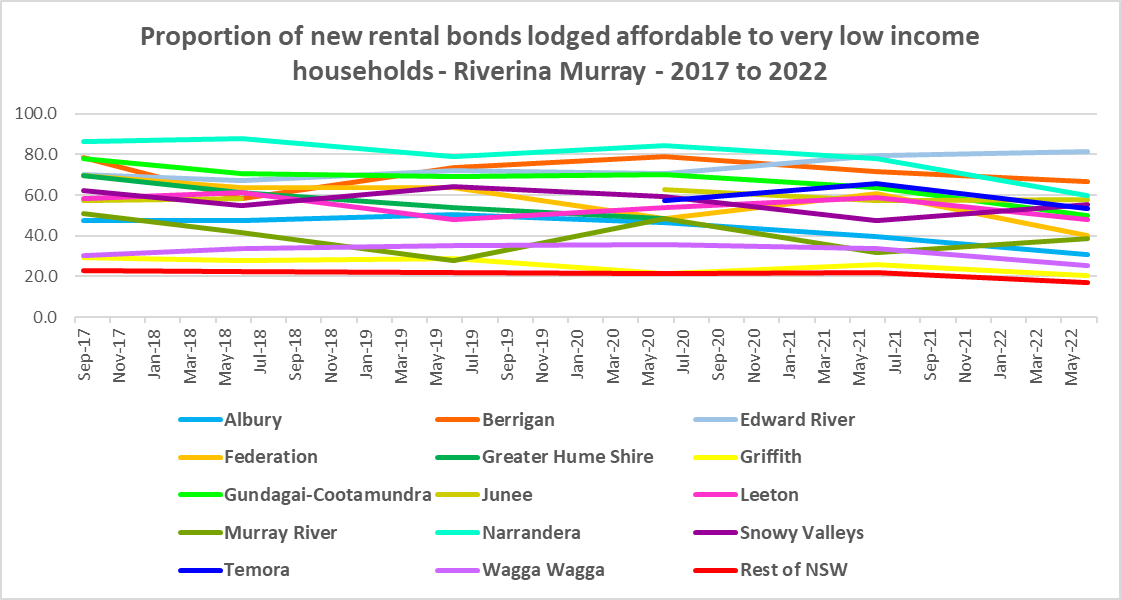 Proportion of new rental bonds lodged affordable to very low income
households - Riverina Murray - 2017 to 2022
100.0
80.0
60.0
40.0
20.0
0.0
Sep-17
Nov-17
Jan-18
Mar-18
May-18
Jul-18
Sep-18
Nov-18
Jan-19
Mar-19
May-19
Jul-19
Sep-19
Nov-19
Jan-20
Mar-20
May-20
Jul-20
Sep-20
Nov-20
Jan-21
Mar-21
May-21
Jul-21
Sep-21
Nov-21
Jan-22
Mar-22
May-22
Albury Berrigan Edward River
Federation Greater Hume Shire Griffith
Gundagai-Cootamundra Junee Leeton
Murray River Narrandera Snowy Valleys
Temora Wagga Wagga Rest of NSW